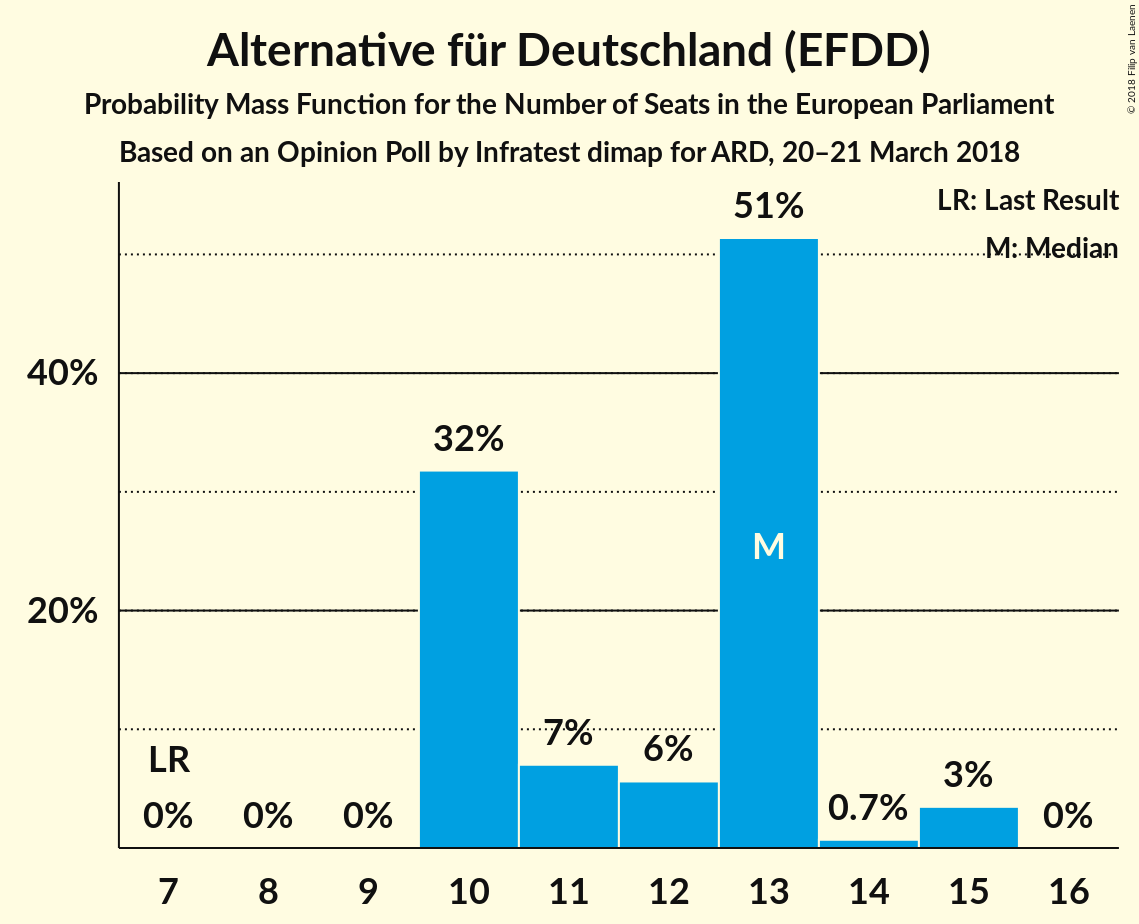 Alternative für Deutschland (EFDD)
Probability Mass Function for the Number of Seats in the European Parliament
Based on an Opinion Poll by Infratest dimap for ARD, 20–21 March 2018
© 2018 Filip van Laenen
LR: Last Result
M: Median
51%
40%
32%
M
20%
7%
6%
LR
3%
0.7%
0% 0% 0% 0%
7 8 9 10 11 12 13 14 15 16